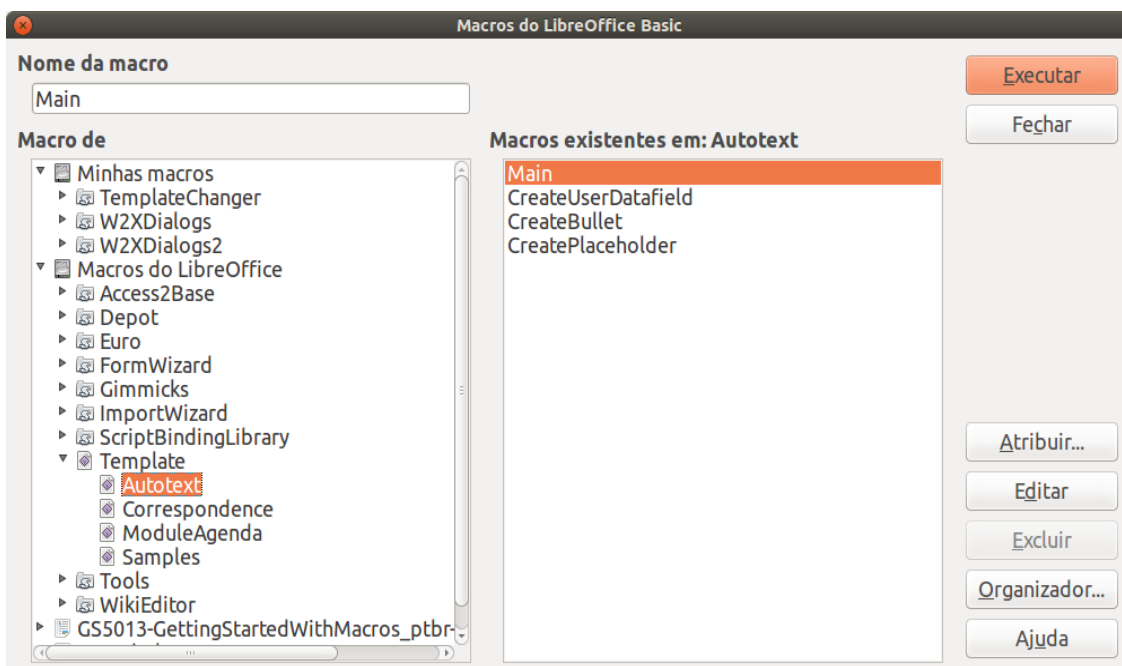 Macros do LibreOffice Basic
Nome da macro
Main
Macro de
Minhas macros
TemplateChanger
W2XDialogs
W2XDialogs2
Macros do LibreOffice
Access2Base
Depot
Euro
FormWizard
Gimmicks
ImportWizard
ScriptBindingLibrary
Template
Autotext
Correspondence
ModuleAgenda
Samples
Tools
WikiEditor
GS5013-GettingStartedWithMacros_ptbr-
Macros existentes em: Autotext
Main
CreateUserDatafield
CreateBullet
CreatePlaceholder
Executar
Fechar
Atribuir...
Editar
Excluir
Organizador...
Ajuda